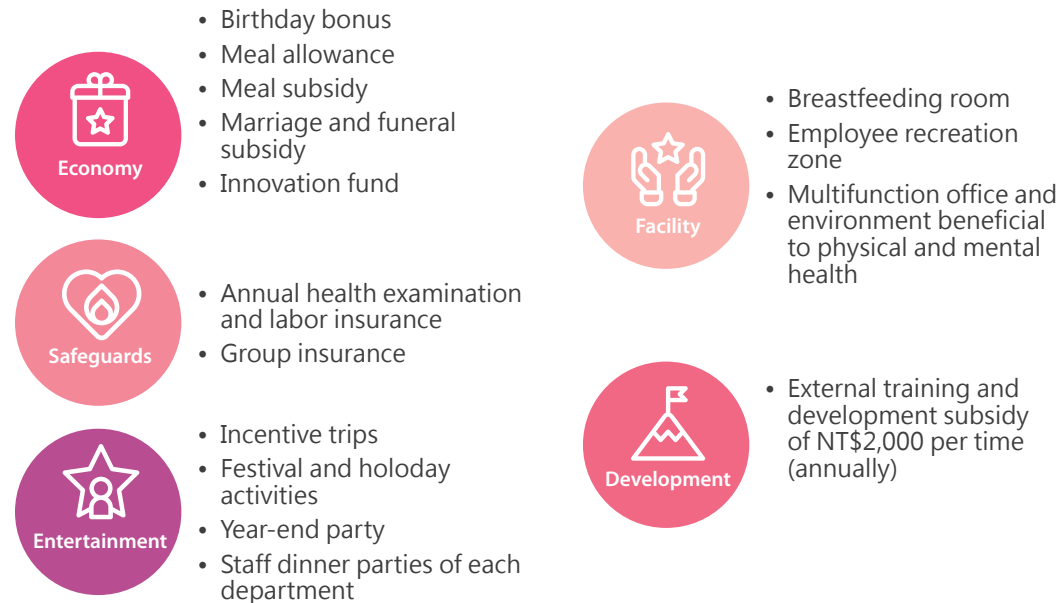 Economy
• Birthday bonus
• Meal allowance
• Meal subsidy
• Marriage and funeral
subsidy
• Innovation fund
Safeguards
• Annual health examination
and labor insurance
• Group insurance
Entertainment
• Incentive trips
• Festival and holoday
activities
• Year-end party
• Staff dinner parties of each
department
Facility
• Breastfeeding room
• Employee recreation
zone
• Multifunction office and
environment beneficial
to physical and mental
health
Development
• External training and
development subsidy
of NT$2,000 per time
(annually)